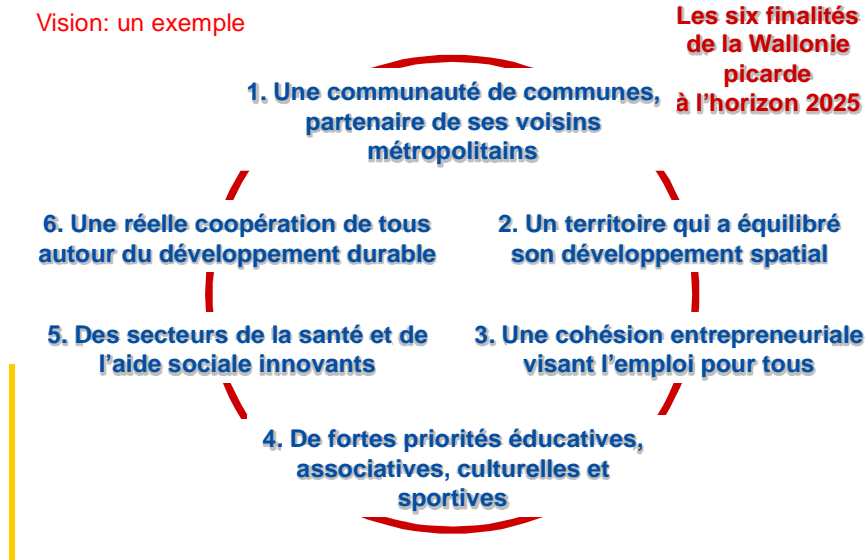 Vision: un exemple
Les six finalités
de la Wallonie
picarde
à l'horizon 2025
1. Une communauté de communes,
partenaire de ses voisins
métropolitains
2. Un territoire qui a équilibré
son développement spatial
3. Une cohésion entrepreneuriale
visant l'emploi pour tous
4. De fortes priorités éducatives,
associatives, culturelles et
sportives
5. Des secteurs de la santé et de
l'aide sociale innovants
6. Une réelle coopération de tous
autour du développement durable